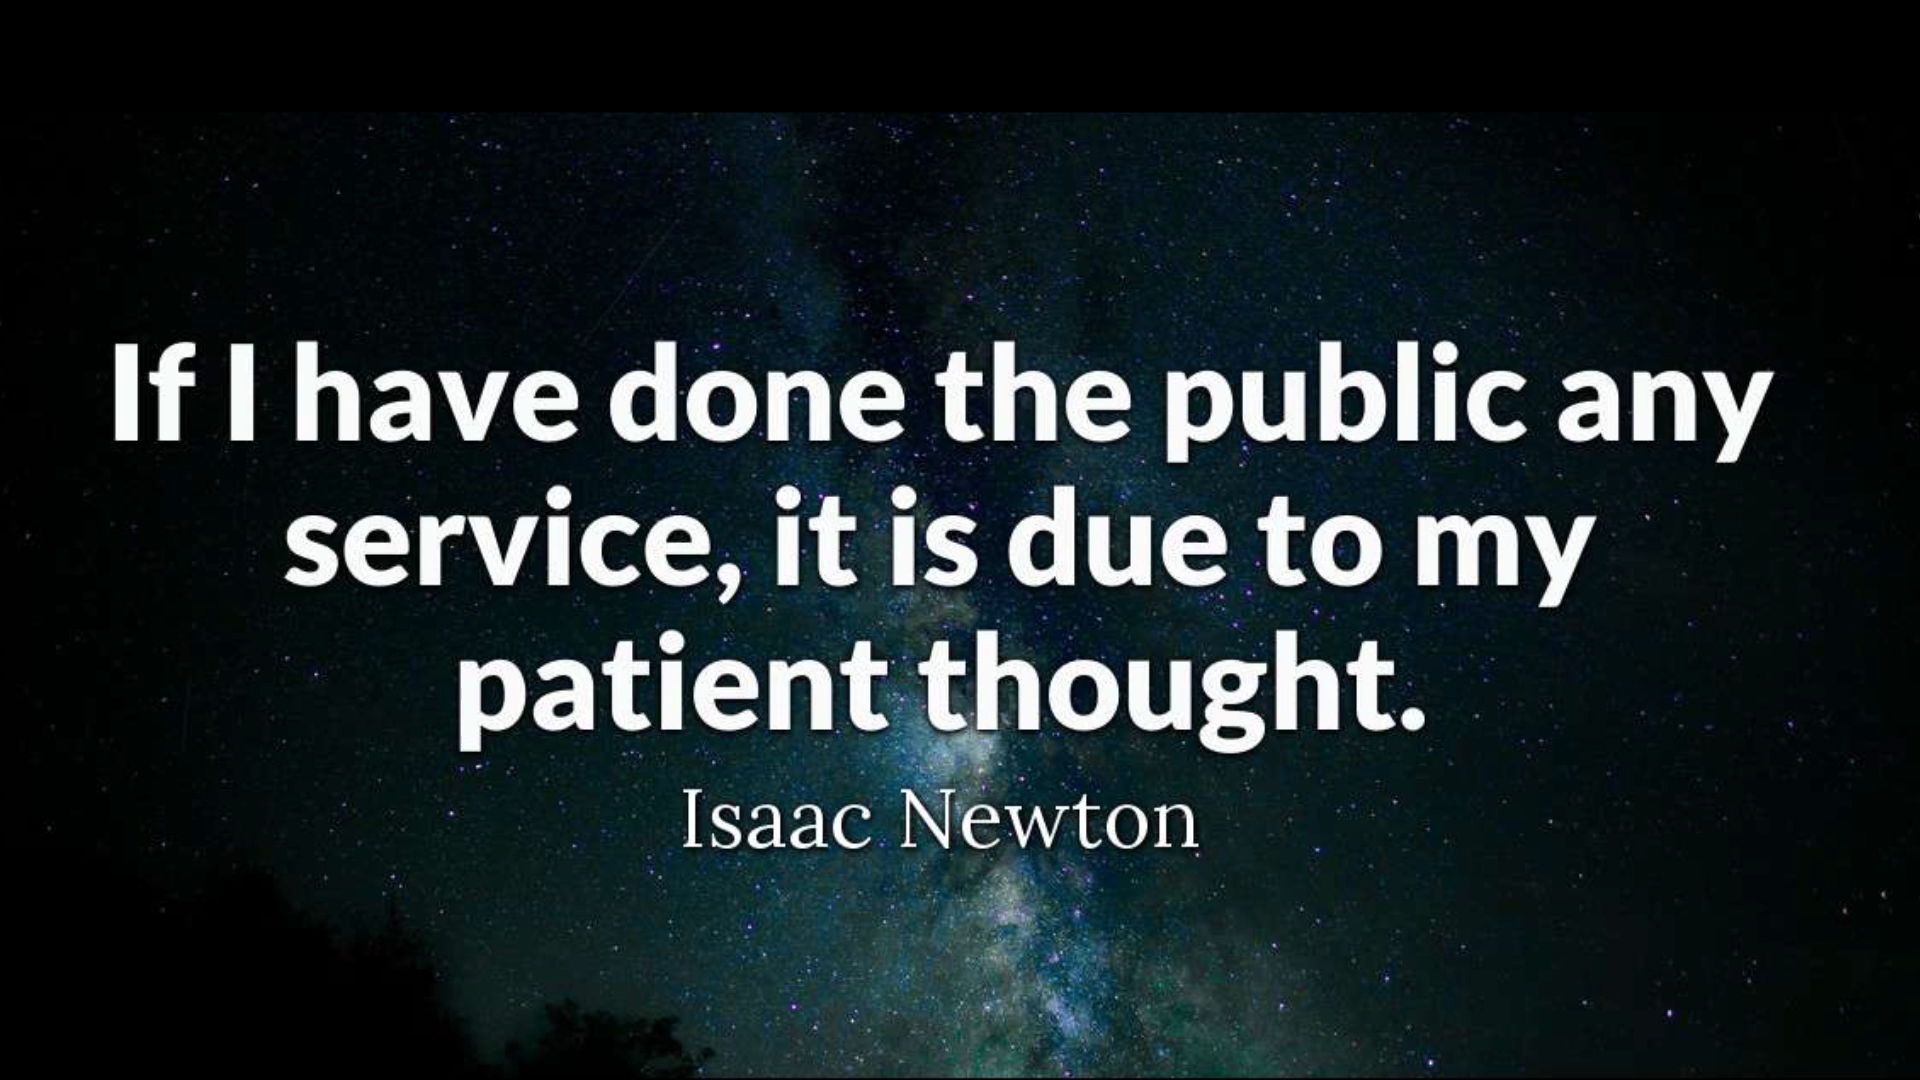 If I have done the public any
service, it is due to my
patient thought.
Isaac Newton